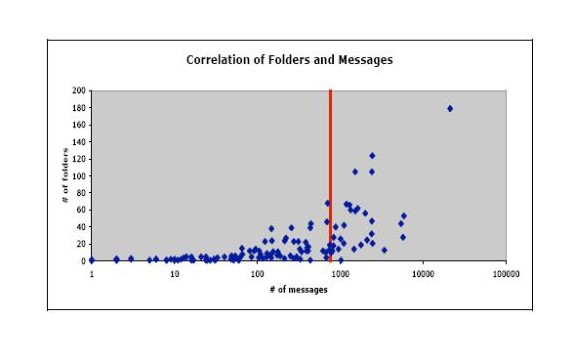 Correlation of Folders and Messages
200
180
160
140
120
100
80
60
40
20
0
# of folders
1 10 100 1000 10000 100000
# of messages